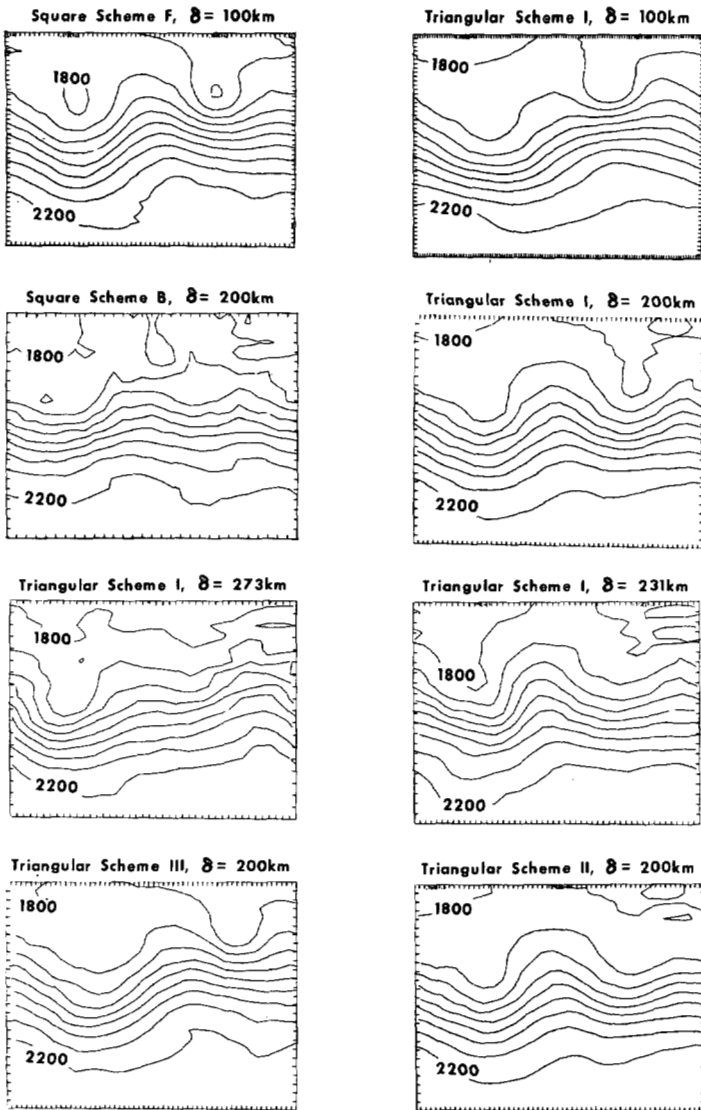 Square Scheme F, δ= 100km
1800
2200
Triangular Scheme I, δ= 100km
1800
2200
Square Scheme B, δ= 200km
1800
2200
Triangular Scheme I, δ= 200km
1800
2200
Triangular Scheme I, δ= 273km
1800
2200
Triangular Scheme I, δ= 231km
1800
2200
Triangular Scheme III, δ= 200km
1800
2200
Triangular Scheme II, δ= 200km
1800
2200